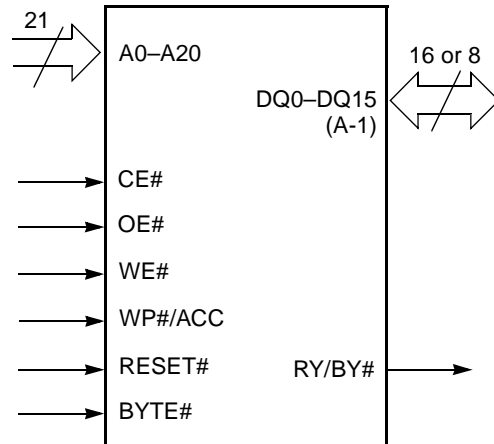 21
A0–A20
16 or 8
DQ0–DQ15
(A-1)
CE#
OE#
WE#
WP#/ACC
RESET#
RY/BY#
BYTE#